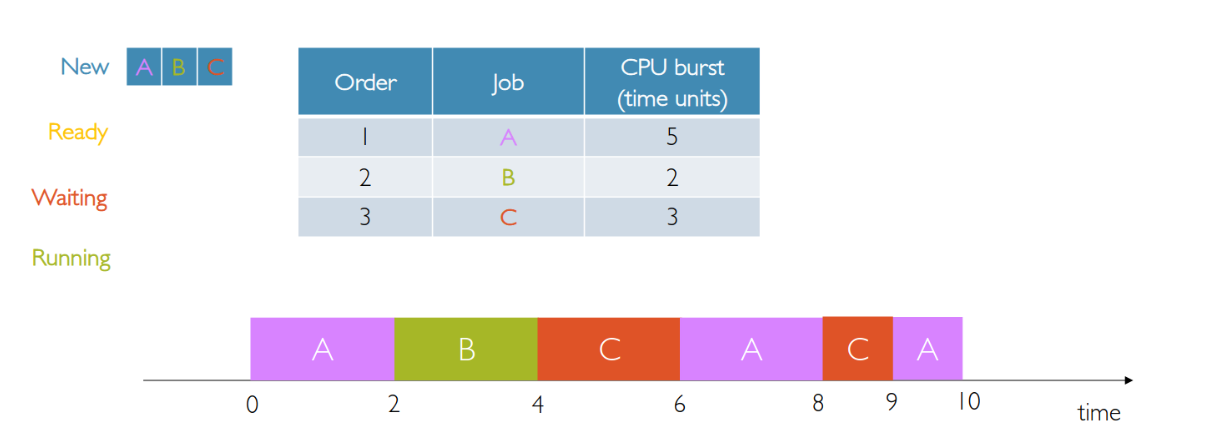 New A B C
Order Job CPU burst (time units)
1 A 5
2 B 2
3 C 3
Ready
Waiting
Running
A B C A C A
0 2 4 6 8 9 10
time